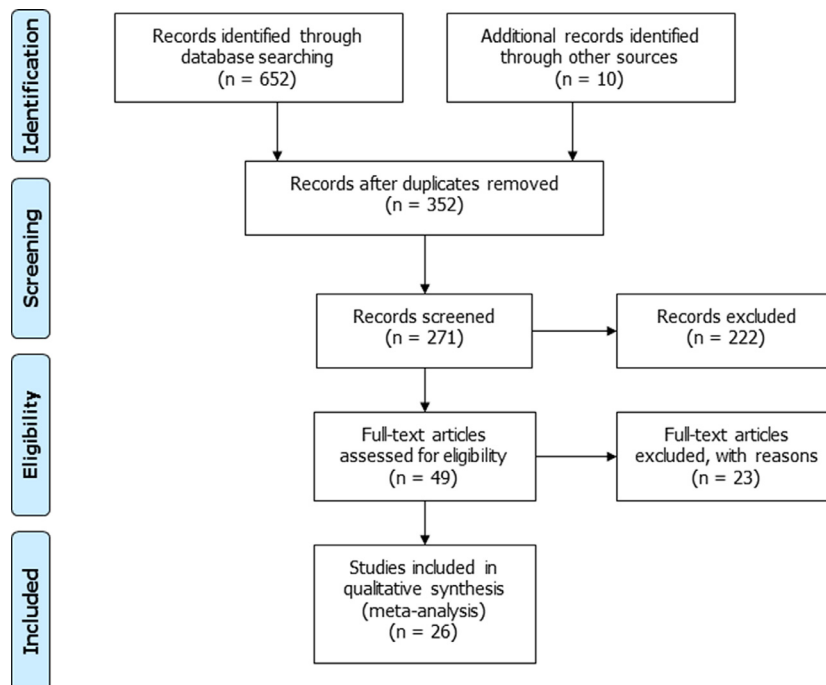 Identification
Records identified through
database searching
(n = 652)
Additional records identified
through other sources
(n = 10)
Screening
Records after duplicates removed
(n = 352)
Records screened
(n = 271)
Records excluded
(n = 222)
Eligibility
Full-text articles
assessed for eligibility
(n = 49)
Full-text articles
excluded, with reasons
(n = 23)
Included
Studies included in
qualitative synthesis
(meta-analysis)
(n = 26)